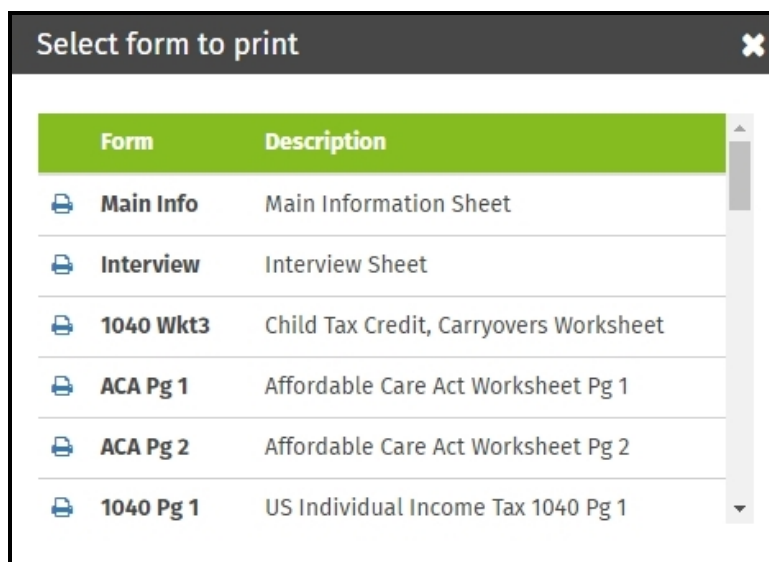 Select form to print
Form Description
Main Info Main Information Sheet
Interview Interview Sheet
1040 Wkt3 Child Tax Credit, Carryovers Worksheet
ACA Pg 1 Affordable Care Act Worksheet Pg 1
ACA Pg 2 Affordable Care Act Worksheet Pg 2
1040 Pg 1 US Individual Income Tax 1040 Pg 1